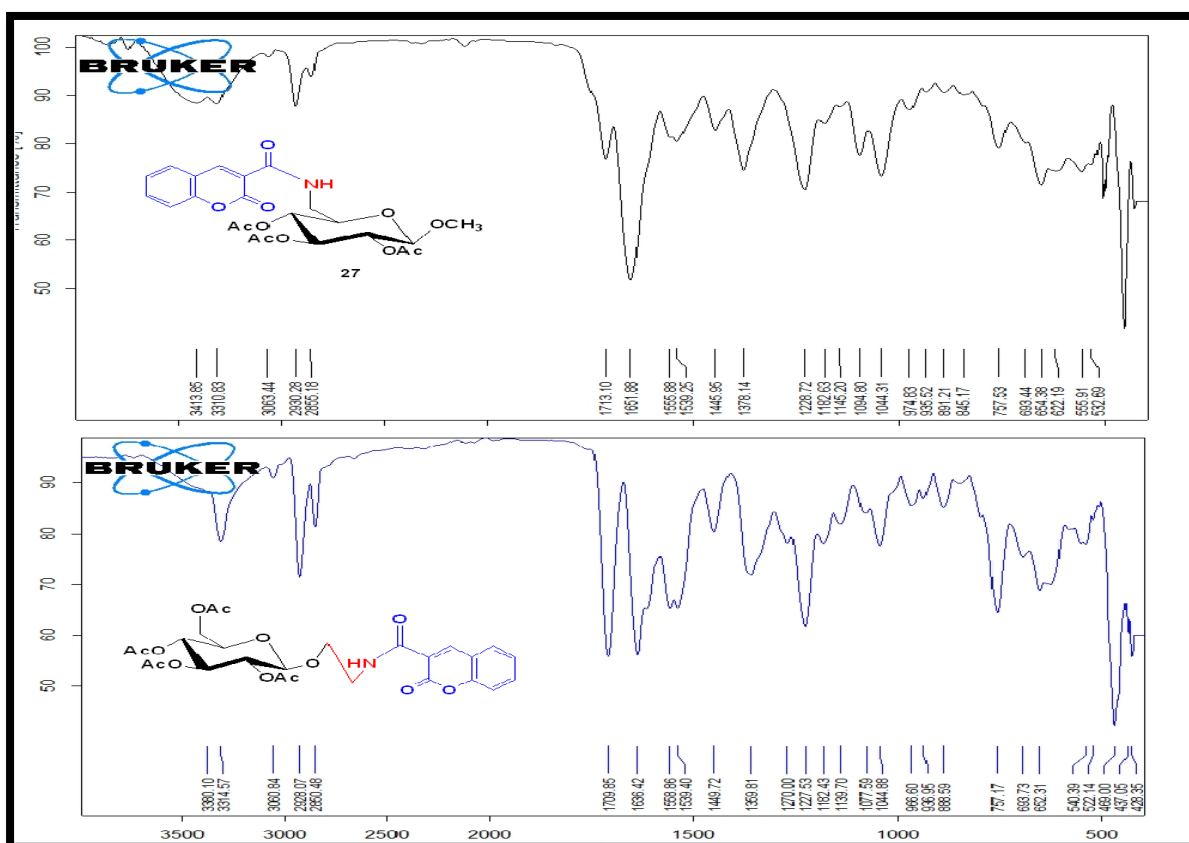 100
90
80
70
60
50
Transmittance [%]
BRUKER
O
NH
O
O
O
OCH3
AcO
AcO
OAc
27
3413.85 3310.83 3063.44 2930.28 2855.18 1713.10 1651.88 1555.88 1539.25 1445.95 1378.14 1228.72 1182.63 1145.20 1094.80 1044.31 974.83 935.52 891.21 845.17 757.53 693.44 654.38 622.19 555.91 532.69
90
80
70
60
50
BRUKER
OAc
O
O
AcO
AcO
OAc
O
HN
O
O
3380.10 3314.57 3060.84 2928.07 2850.48 1709.85 1636.42 1558.86 1539.40 1449.72 1359.81 1270.00 1227.53 1182.43 1139.70 1077.59 1044.88 966.60 936.95 888.59 757.17 693.73 652.31 540.39 522.14 469.00 437.05 428.35
3500 3000 2500 2000 1500 1000 500